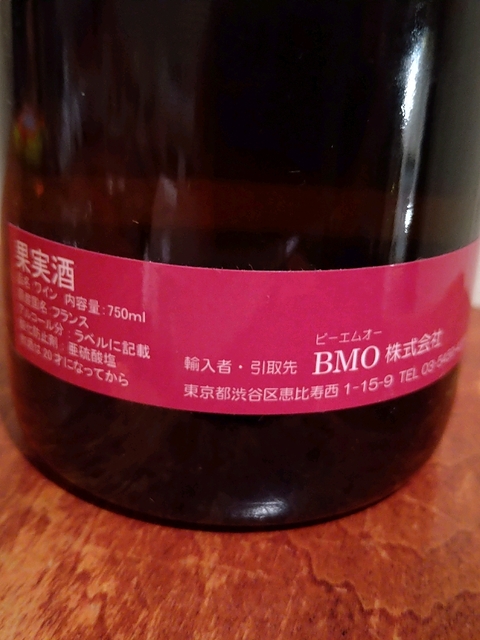 果実酒
品名 ワイン 内容量:750ml
原産国名 フランス
アルコール分 : ラベルに記載
酸化防止剤 : 亜硫酸塩
飲酒は20才になってから
輸入者・引取先
ビーエムオー
BMO 株式会社
東京都渋谷区恵比寿西 1-15-9 TEL 03-